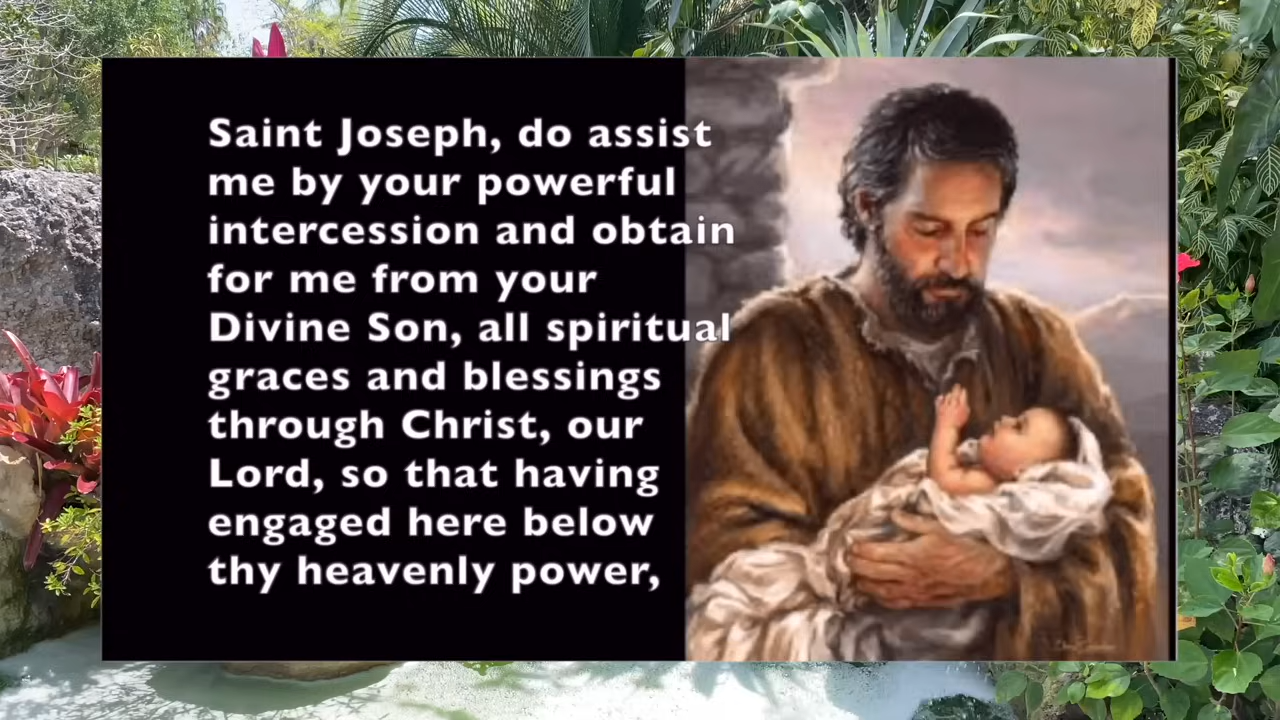 Saint Joseph, do assist
me by your powerful
intercession and obtain
for me from your
Divine Son, all spiritual
graces and blessings
through Christ, our
Lord, so that having
engaged here below
thy heavenly power,